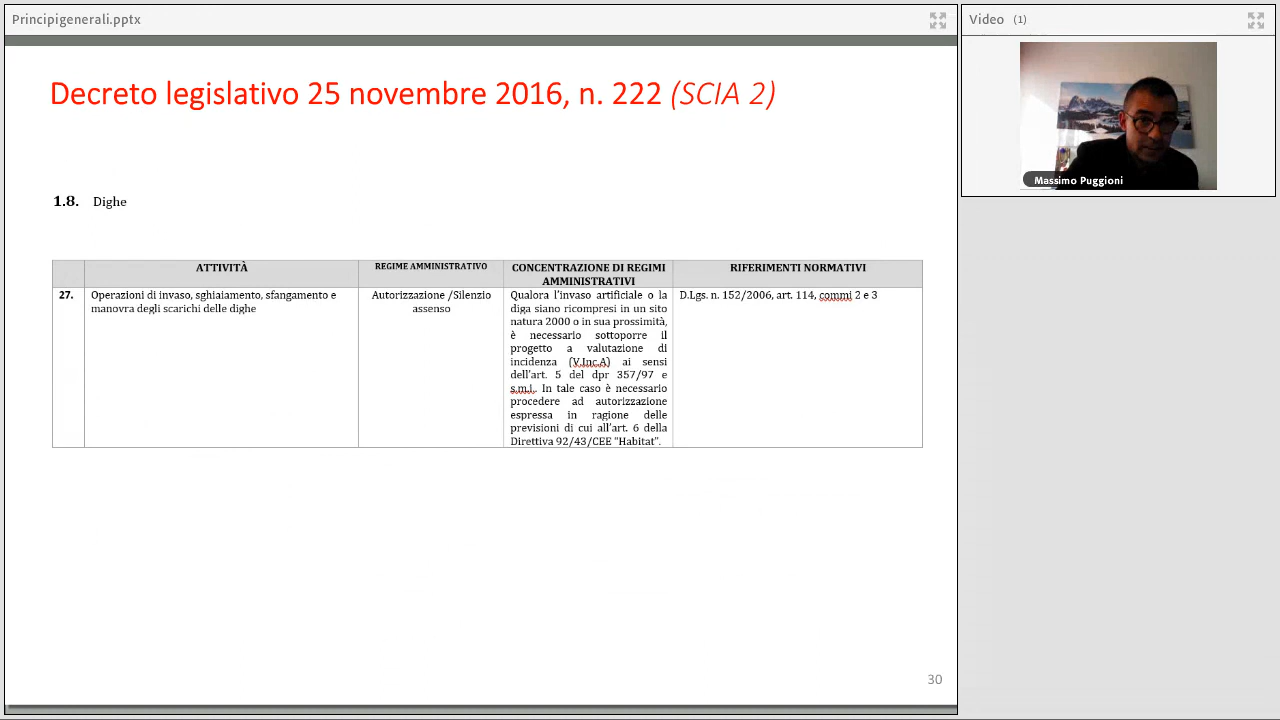 Principigenerali.pptx
Video (1)
Decreto legislativo 25 novembre 2016, n. 222 (SCIA 2)
Massimo Puggioni
1.8. Dighe
ATTIVITÀ
REGIME AMMINISTRATIVO
CONCENTRAZIONE DI REGIMI
AMMINISTRATIVI
RIFERIMENTI NORMATIVI
27.
Operazioni di invaso, sghiaiamento, sfangamento e
manovra degli scarichi delle dighe
Autorizzazione /Silenzio
assenso
Qualora l'invaso artificiale o la
diga siano ricompresi in un sito
natura 2000 o in sua prossimità,
è necessario sottoporre il
progetto a valutazione di
incidenza (V.Inc.A) ai sensi
dell'art. 5 del dpr 357/97 e
s.m.i. In tale caso è necessario
procedere ad autorizzazione
espressa in ragione delle
previsioni di cui all'art. 6 della
Direttiva 92/43/CEE "Habitat".
D.Lgs. n. 152/2006, art. 114, commi 2 e 3
30